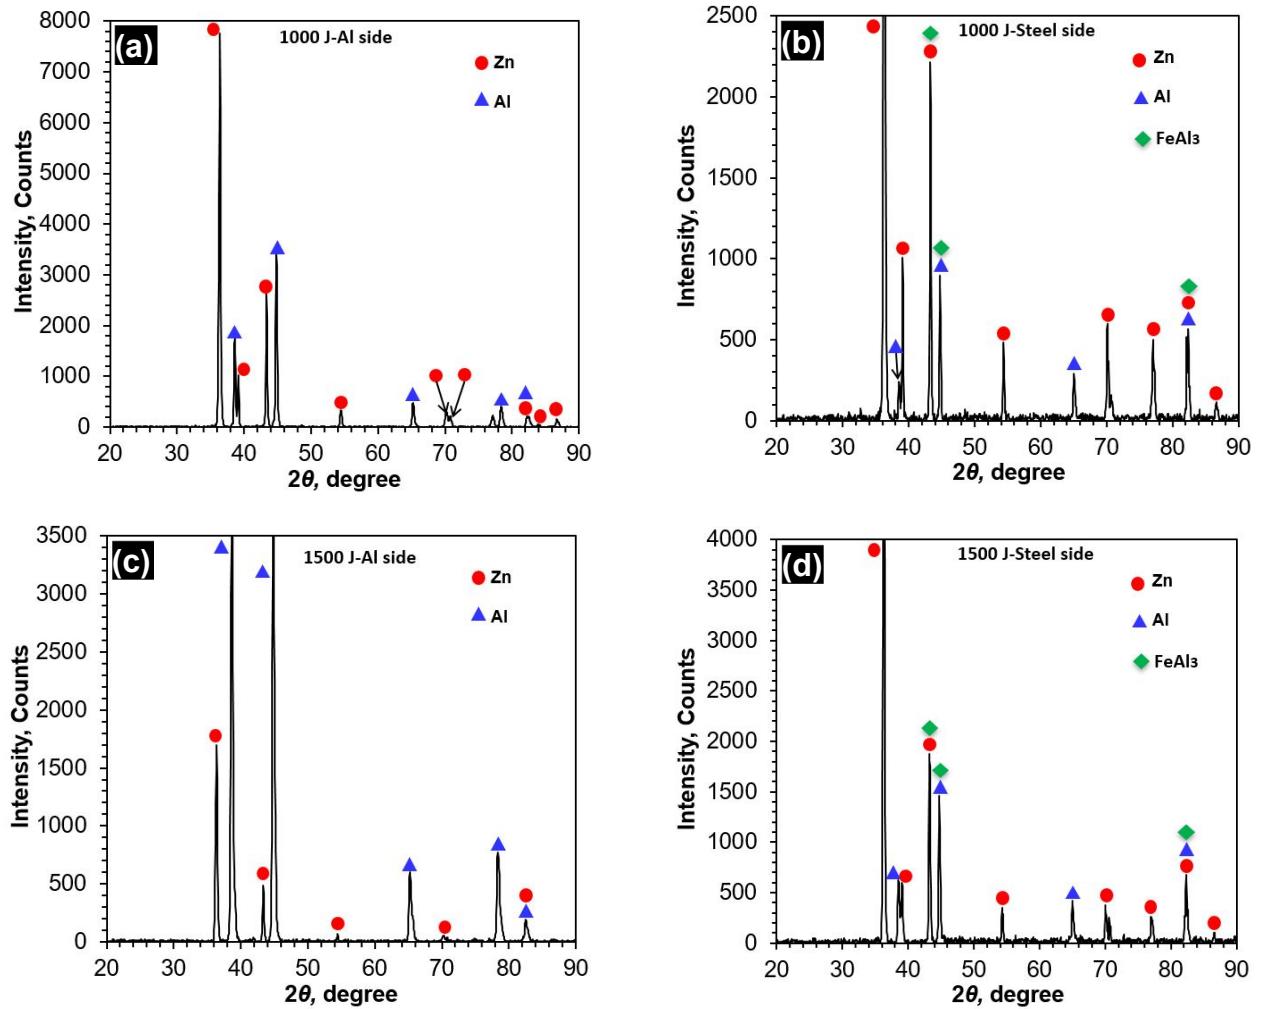 (a)
1000 J-Al side
Zn
Al
8000
7000
6000
5000
4000
3000
2000
1000
0
20 30 40 50 60 70 80 90
Intensity, Counts
2θ, degree
(b)
1000 J-Steel side
Zn
Al
FeAl3
2500
2000
1500
1000
500
0
20 30 40 50 60 70 80 90
Intensity, Counts
2θ, degree
(c)
1500 J-Al side
Zn
Al
3500
3000
2500
2000
1500
1000
500
0
20 30 40 50 60 70 80 90
Intensity, Counts
2θ, degree
(d)
1500 J-Steel side
Zn
Al
FeAl3
4000
3500
3000
2500
2000
1500
1000
500
0
20 30 40 50 60 70 80 90
Intensity, Counts
2θ, degree